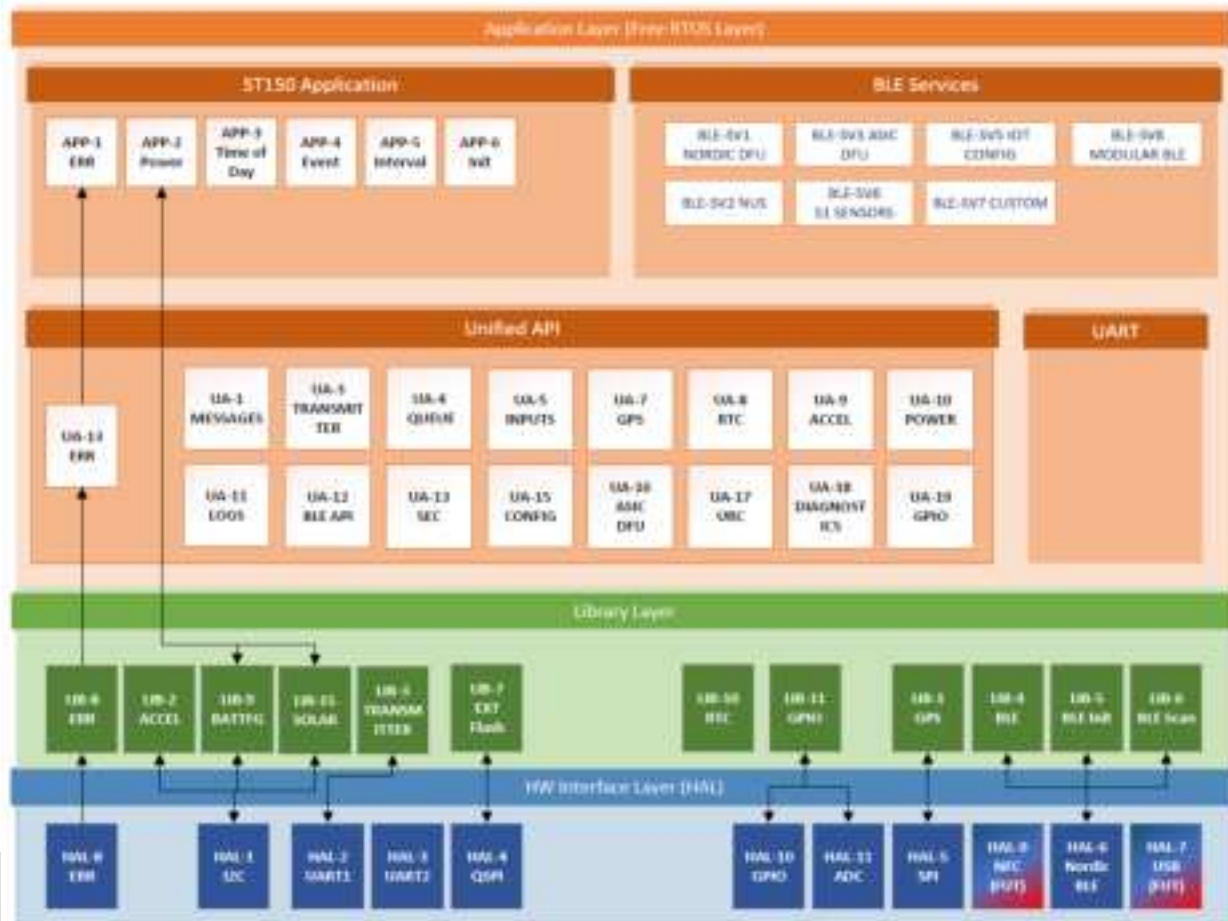 Application Layer (Free RTOS Layer)
ST150 Application
BLE Services
APP-1
ERR
APP-2
Power
APP-3
Time of
Day
APP-4
Event
APP-5
Interval
APP-6
Init
BLE-SV1
NORDIC DFU
BLE-SV3 ASIC
DFU
BLE-SV5 IOT
CONFIG
BLE-SV8
MODULAR BLE
BLE-SV2 NUS
BLE-SV6
S1 SENSORS
BLE-SV7 CUSTOM
Unified API
UART
UA-13
ERR
UA-1
MESSAGES
UA-3
TRANSMIT
TER
UA-4
QUEUE
UA-5
INPUTS
UA-7
GPS
UA-8
RTC
UA-9
ACCEL
UA-10
POWER
UA-11
LOGS
UA-12
BLE API
UA-13
SEC
UA-15
CONFIG
UA-16
ASIC
DFU
UA-17
UA-18
DIAGNOST
ICS
UA-19
GPIO
Library Layer
LIB-8
ERR
LIB-2
ACCEL
LIB-9
BATTFG
LIB-15
SOLAR
LIB-3
TRANSM
ITTER
LIB-7
EXT
Flash
LIB-10
RTC
LIB-11
GPIO
LIB-1
GPS
LIB-4
BLE
LIB-5
BLE Init
LIB-6
BLE Scan
HW Interface Layer (HAL)
HAL-8
ERR
HAL-1
I2C
HAL-2
UART1
HAL-3
UART2
HAL-4
QSPI
HAL-10
GPIO
HAL-11
ADC
HAL-5
SPI
HAL-9
NFC
(FUT)
HAL-6
Nordic
BLE
HAL-7
USB
(FUT)